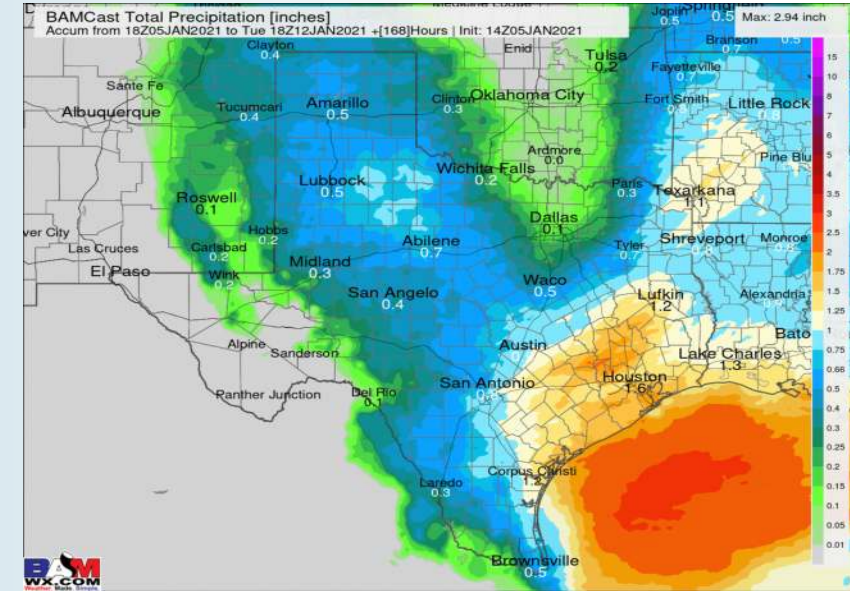 BAMCast Total Precipitation [inches]
Accum from 18Z05JAN2021 to Tue 18Z12JAN2021 +[168]Hours | Init: 14Z05JAN2021
Max: 2.94 inch
Joplin
0.5
0.5
Clayton
0.4
Enid
Tulsa
0.2
Branson
0.7
0.5
Fayetteville
0.7
Santa Fe
Albuquerque
Tucumcari
0.4
Amarillo
0.5
Clinton
0.3
Oklahoma City
Fort Smith
Little Rock
0.8
Ardmore
0.0
Pine Blu
Roswell
0.1
Lubbock
0.5
Wichita Falls
0.2
Paris
0.3
Texarkana
1.1
Dallas
0.1
ver City
Las Cruces
Hobbs
0.2
Carlsbad
0.2
Abilene
0.7
Tyler
0.7
Shreveport
Monroe
El Paso
Wink
0.2
Midland
0.3
San Angelo
0.4
Waco
0.5
Lufkin
1.2
Alexandria
Alpine
Sanderson
Austin
Bato
Lake Charles
1.3
Panther Junction
Del Rio
0.1
San Antonio
Houston
1.6
Laredo
0.3
Corpus Christi
Brownsville
0.5
15
10
8
7
6
5
4
3.5
3
2.5
2
1.75
1.5
1.25
1
0.75
0.66
0.5
0.4
0.3
0.2
0.15
0.1
0.05
0.01
BAM
WX.COM
Weather Made Simple